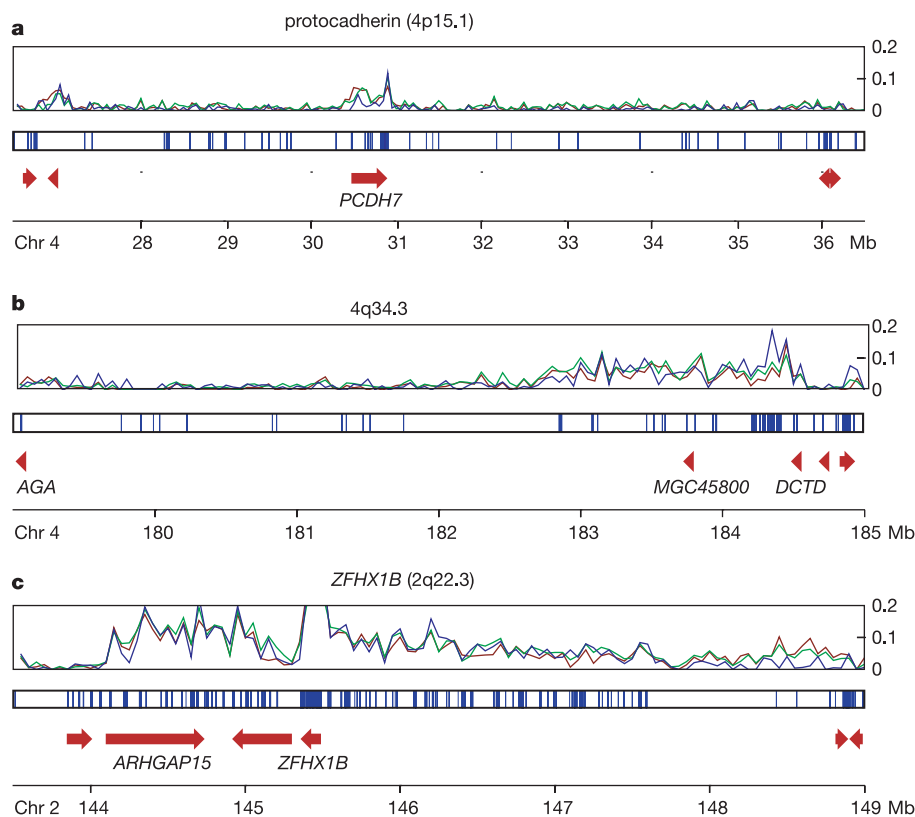 a
protocadherin (4p15.1)
0.2
0.1
0
PCDH7
Chr 4 28 29 30 31 32 33 34 35 36 Mb
b
4q34.3
0.2
0.1
0
AGA MGC45800 DCTD
Chr 4 180 181 182 183 184 185 Mb
c
ZFHX1B (2q22.3)
0.2
0.1
0
ARHGAP15 ZFHX1B
Chr 2 144 145 146 147 148 149 Mb